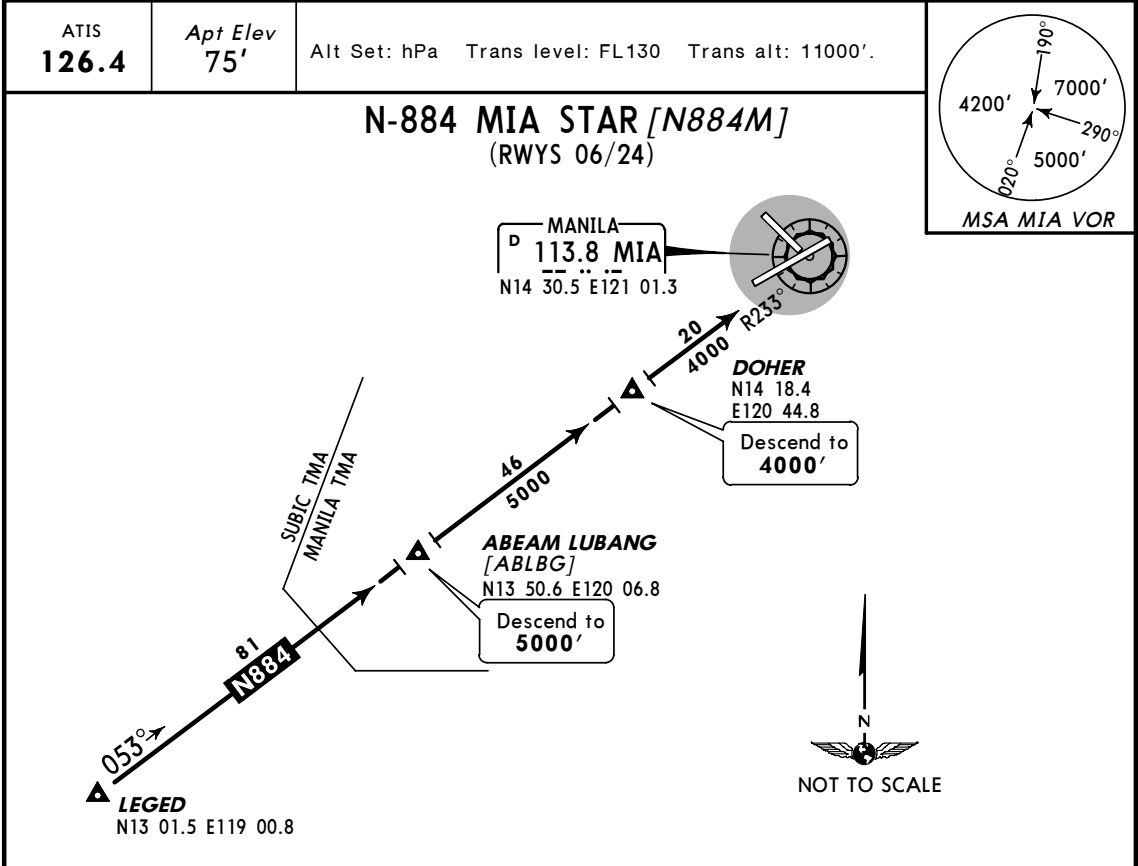 ATIS
126.4
Apt Elev
75'
Alt Set: hPa Trans level: FL130 Trans alt: 11000'.
190°
7000'
4200'
290°
5000'
020°
MSA MIA VOR
N-884 MIA STAR [N884M]
(RWYS 06/24)
MANILA
D 113.8 MIA
N14 30.5 E121 01.3
R233°
20
4000
DOHER
N14 18.4
E120 44.8
Descend to
4000'
SUBIC TMA
MANILA TMA
46
5000
ABEAM LUBANG
[ABLBG]
N13 50.6 E120 06.8
Descend to
5000'
81
N884
053°
LEGED
N13 01.5 E119 00.8
N
NOT TO SCALE